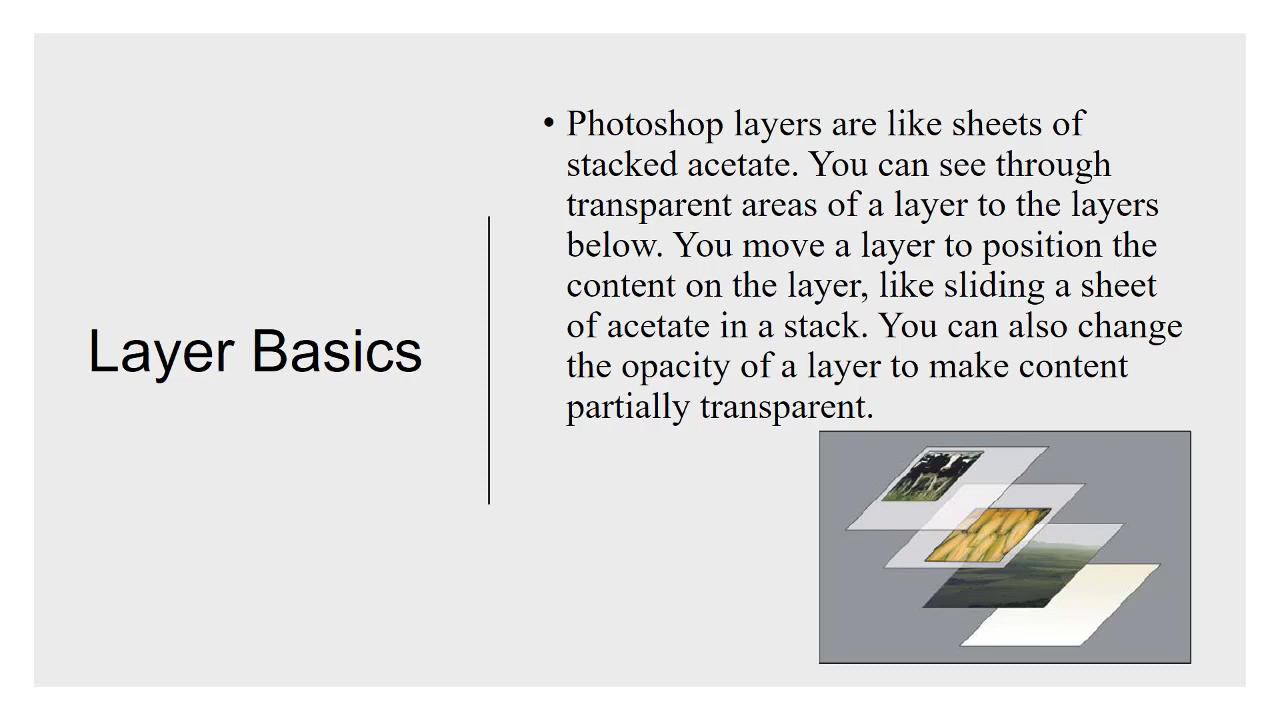 Layer Basics
• Photoshop layers are like sheets of
stacked acetate. You can see through
transparent areas of a layer to the layers
below. You move a layer to position the
content on the layer, like sliding a sheet
of acetate in a stack. You can also change
the opacity of a layer to make content
partially transparent.